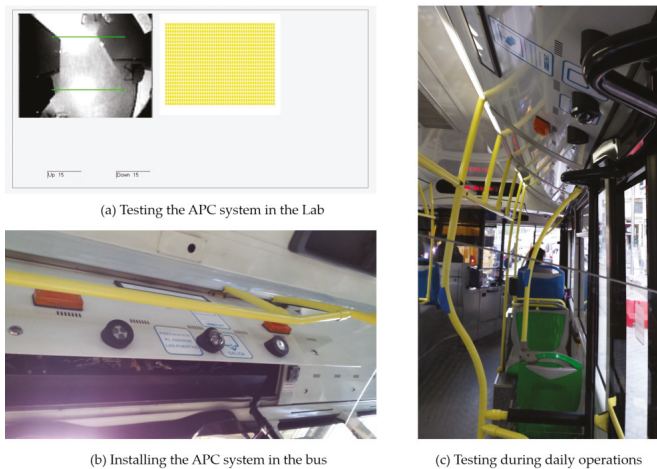 Up 15
Down 15
(a) Testing the APC system in the Lab
SALIDA
(b) Installing the APC system in the bus
(c) Testing during daily operations